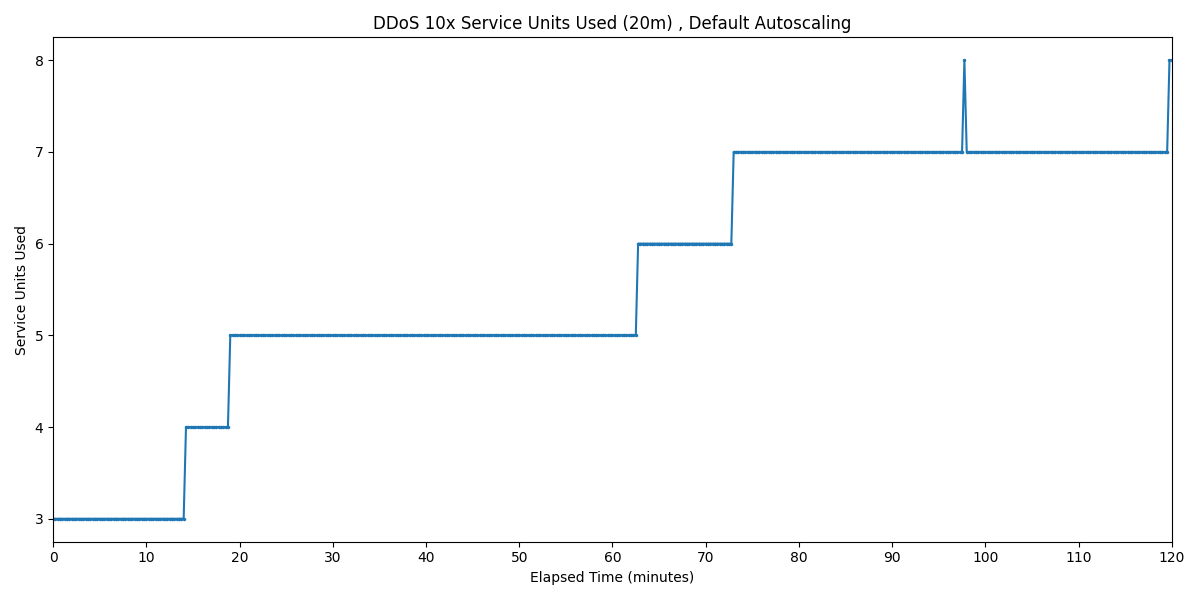 DDoS 10x Service Units Used (20m) , Default Autoscaling
8
7
6
5
4
3
Service Units Used
0 10 20 30 40 50 60 70 80 90 100 110 120
Elapsed Time (minutes)